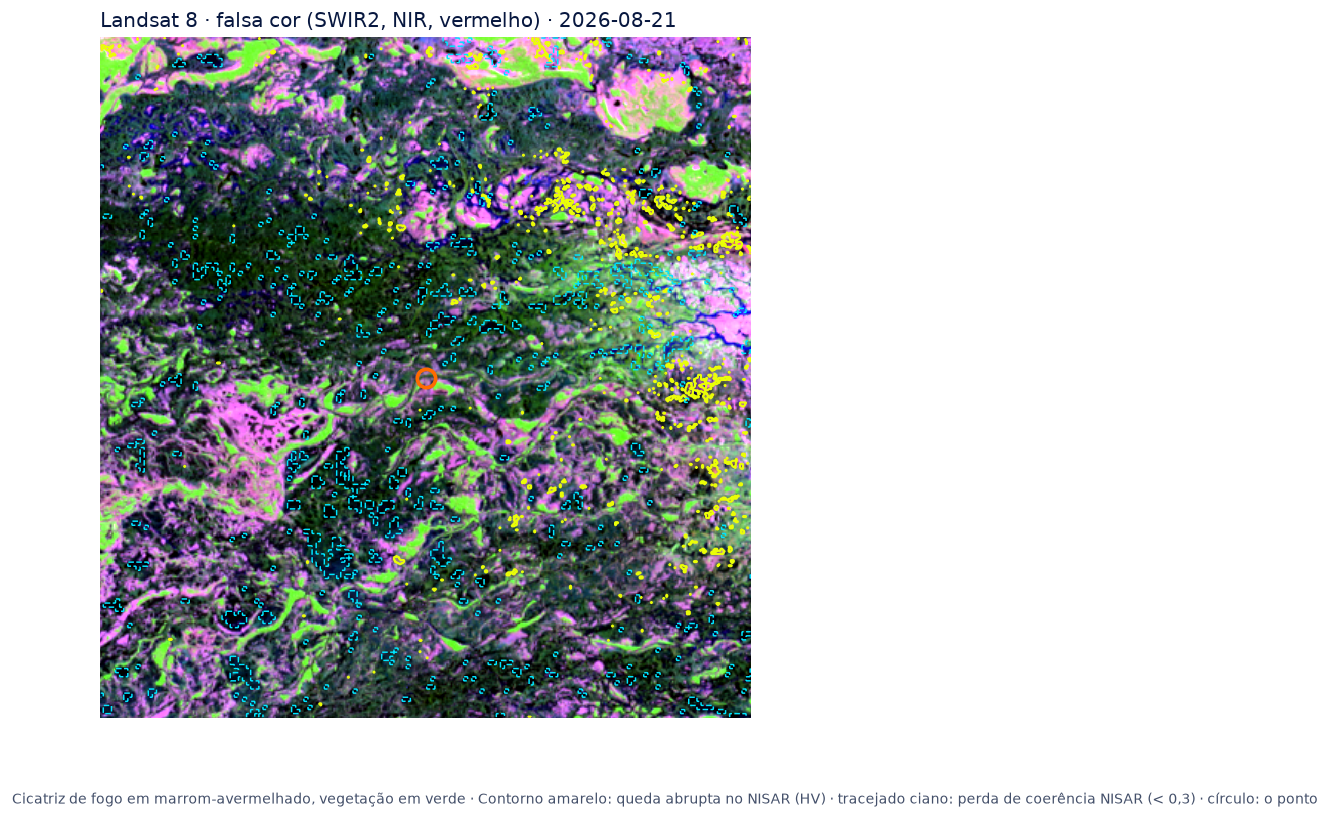 Landsat 8 · falsa cor (SWIR2, NIR, vermelho) · 2026-08-21
Cicatriz de fogo em marrom-avermelhado, vegetação em verde · Contorno amarelo: queda abrupta no NISAR (HV) · tracejado ciano: perda de coerência NISAR (< 0,3) · círculo: o ponto